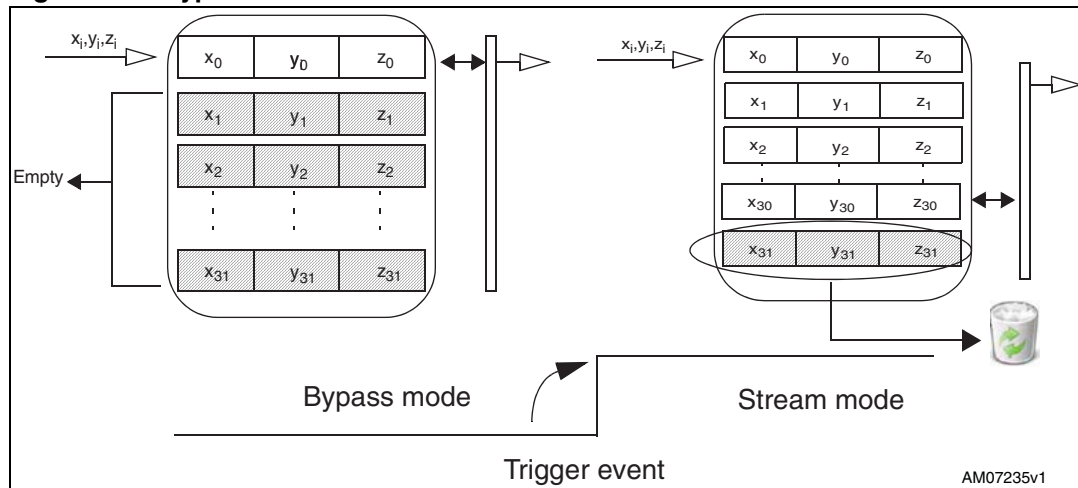 xi,yi,zi
x0 y0 z0
x1 y1 z1
x2 y2 z2
Empty
x31 y31 z31
xi,yi,zi
x0 y0 z0
x1 y1 z1
x2 y2 z2
x30 y30 z30
x31 y31 z31
Bypass mode
Stream mode
Trigger event
AM07235v1